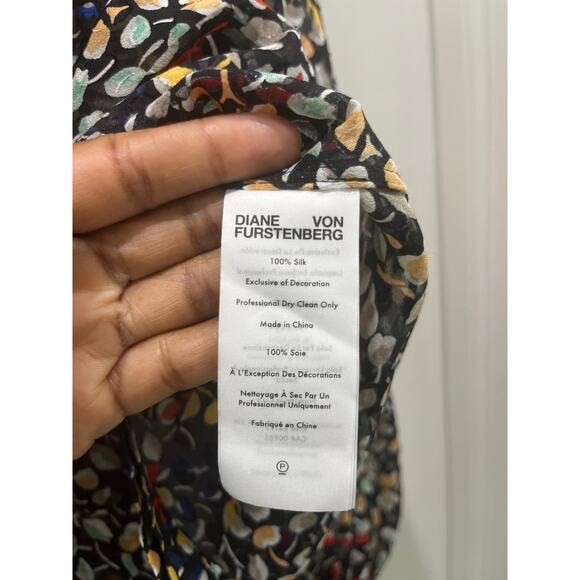 DIANE VON
FURSTENBERG
100% Silk
Exclusive of Decoration
Professional Dry Clean Only
Made in China
100% Soie
À L'Exception Des Décorations
Nettoyage À Sec Par Un
Professionel Uniquement
Fabriqué en Chine
P